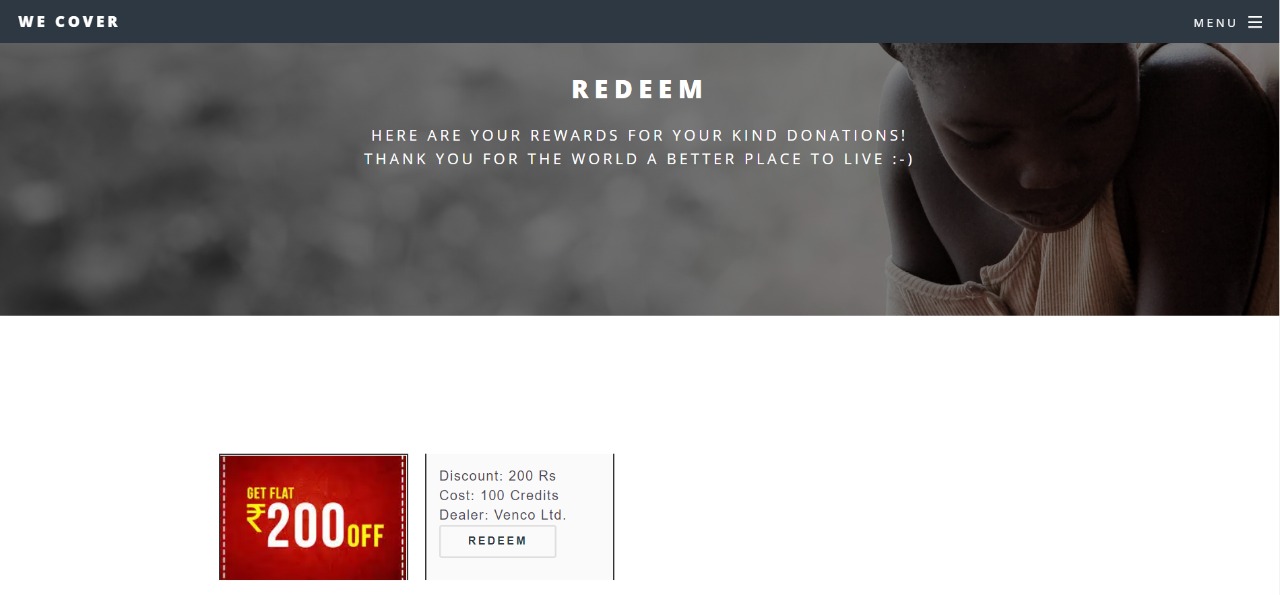 WE COVER
MENU
REDEEM
HERE ARE YOUR REWARDS FOR YOUR KIND DONATIONS!
THANK YOU FOR THE WORLD A BETTER PLACE TO LIVE :-)
GET FLAT
₹200 OFF
Discount: 200 Rs
Cost: 100 Credits
Dealer: Venco Ltd.
REDEEM